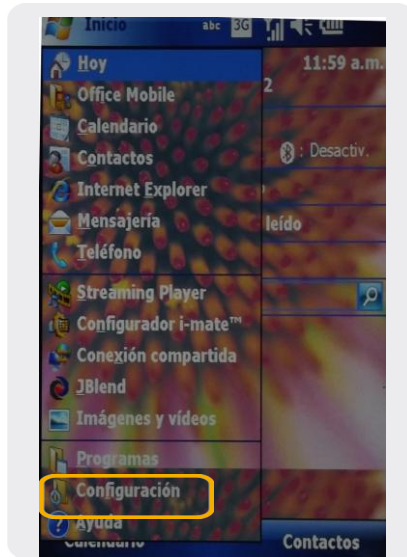 Inicio abc 3G
Hoy 11:59 a.m.
Office Mobile 2
Calendario
Contactos : Desactiv.
Internet Explorer
Mensajería leído
Teléfono
Streaming Player
Configurador i-mate™
Conexión compartida
JBlend
Imágenes y vídeos
Programas
Configuración
Ayuda
Calendario Contactos